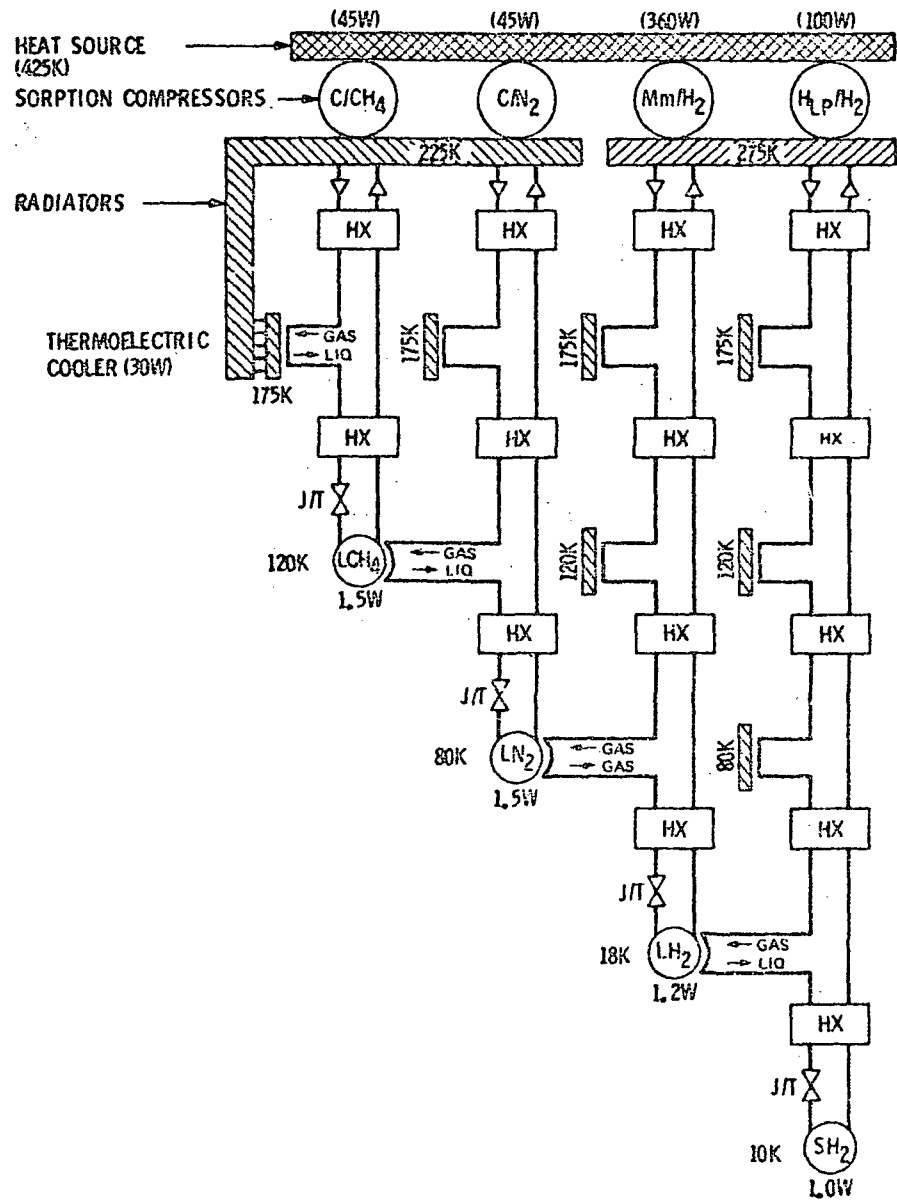 (45W) (45W) (360W) (100W)
HEAT SOURCE
(425K)
SORPTION COMPRESSORS C/CH4 C/N2 Mm/H2 HLP/H2
225K 275K
RADIATORS
HX HX HX HX
THERMOELECTRIC
COOLER (30W)
GAS
LIQ
175K 175K 175K 175K
HX HX HX HX
J/T
120K LCH4 GAS
LIQ 120K 120K
1.5W
HX HX HX
J/T
80K LN2 GAS
GAS 80K
1.5W
HX HX
J/T
18K LH2 GAS
LIQ
1.2W
HX
J/T
10K SH2
1.0W